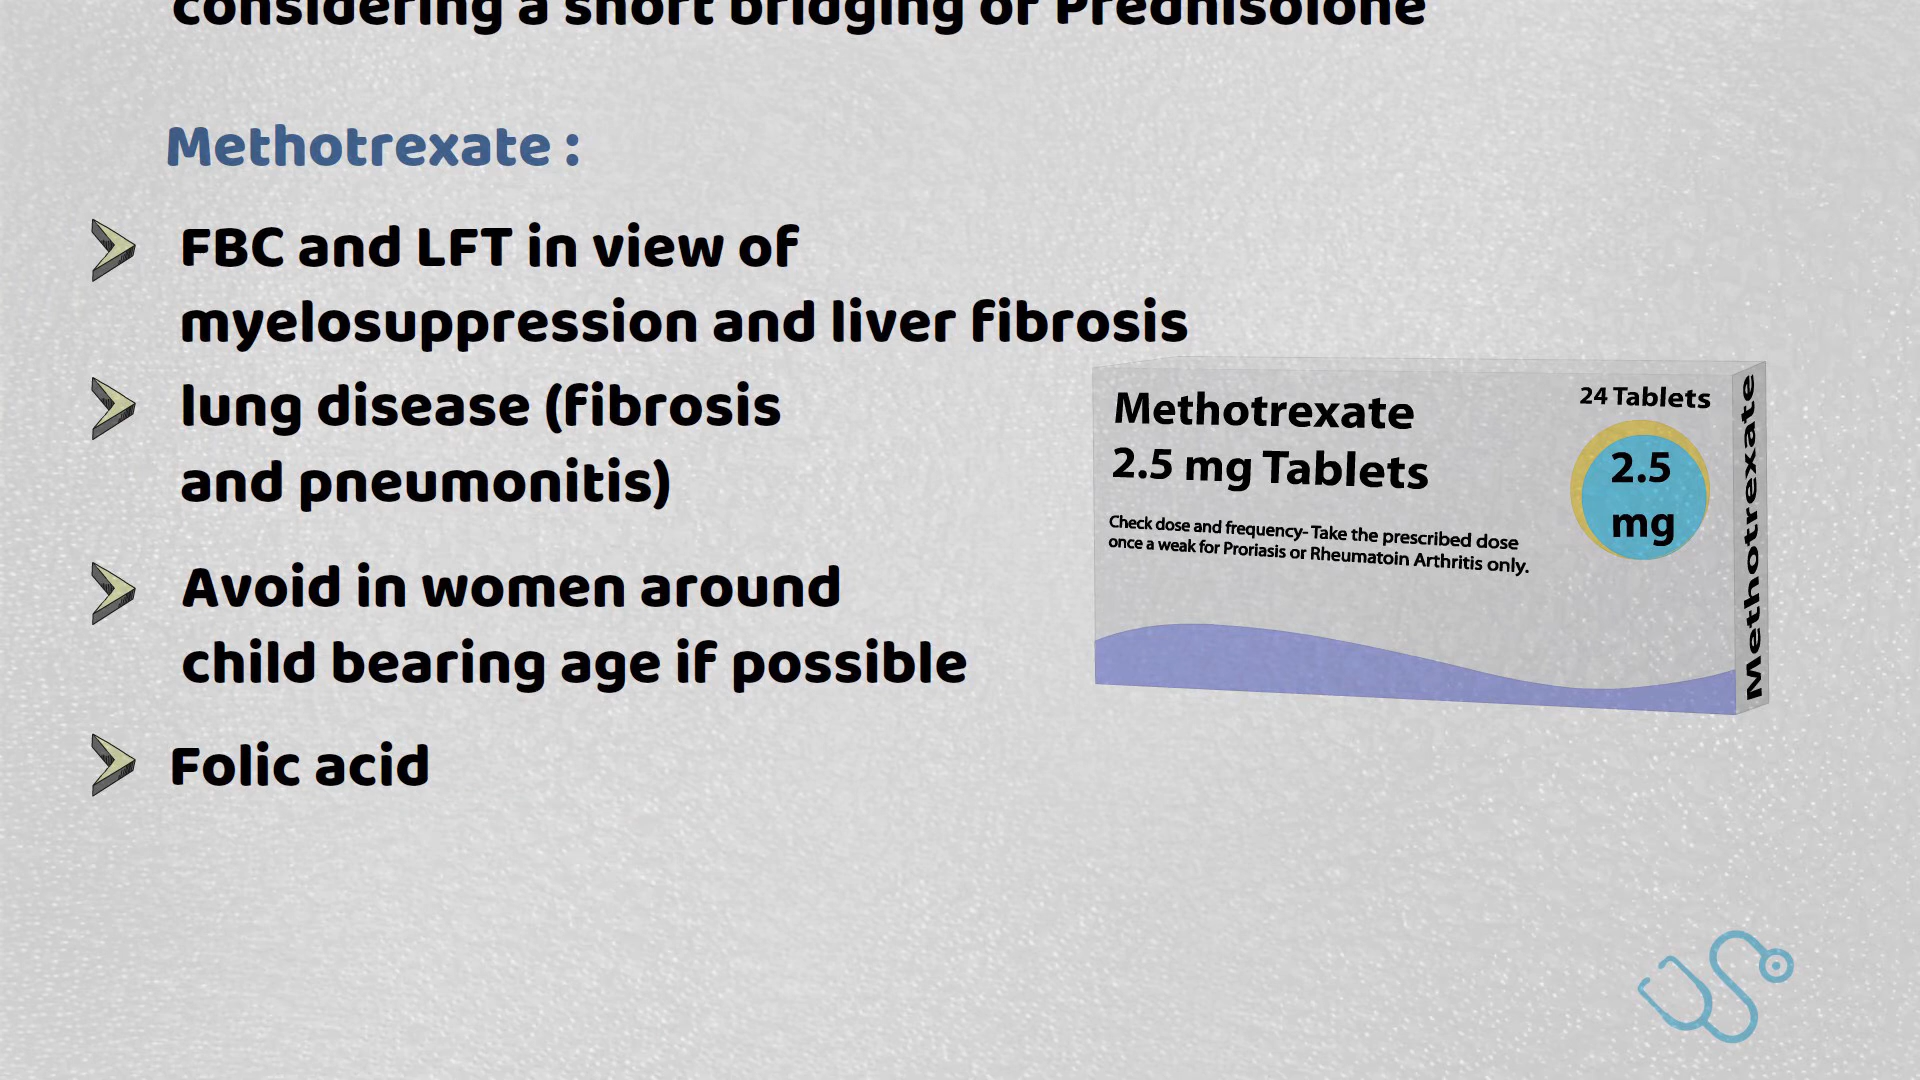 considering a short bridging of Prednisolone
Methotrexate :
FBC and LFT in view of
myelosuppression and liver fibrosis
lung disease (fibrosis
and pneumonitis)
Avoid in women around
child bearing age if possible
Folic acid
Methotrexate
2.5 mg Tablets
Check dose and frequency- Take the prescribed dose
once a weak for Proriasis or Rheumatoin Arthritis only.
24 Tablets
2.5
mg
Methotrexate